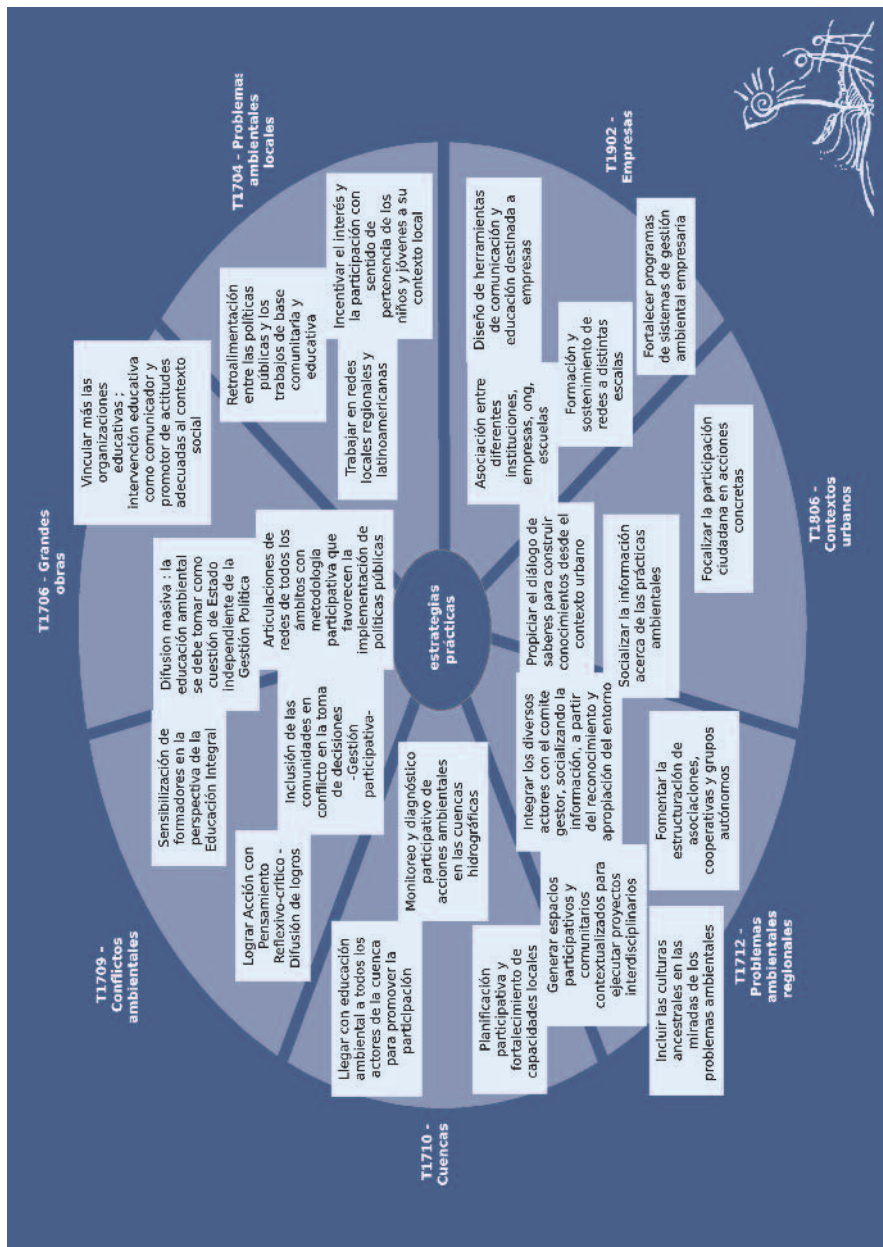 T1706 - Grandes
obras
T1709 -
Conflictos
ambientales
Vincular más las
organizaciones
educativas ;
intervención educativa
como comunicador y
promotor de actitudes
adecuadas al contexto
social
T1704 - Problemas
ambientales
locales
Sensibilización de
formadores en la
perspectiva de la
Educación Integral
Difusion masiva : la
educación ambiental
se debe tomar como
cuestión de Estado
independiente de la
Gestión Política
Retroalimentación
entre las políticas
públicas y los
trabajos de base
comunitaria y
educativa
Lograr Acción con
Pensamiento
Reflexivo-crítico -
Difusión de logros
Inclusión de las
comunidades en
conflicto en la toma
de decisiones
-Gestión
participativa-
Articulaciones de
redes de todos los
ámbitos con
metodología
participativa que
favorecen la
implementación de
políticas públicas
Incentivar el interés y
la participación con
sentido de
pertenencia de los
niños y jóvenes a su
contexto local
Trabajar en redes
locales regionales y
latinoamericanas
Llegar con educación
ambiental a todos los
actores de la cuenca
para promover la
participación
Monitoreo y diagnóstico
participativo de
acciones ambientales
en las cuencas
hidrográficas
estrategias
prácticas
T1710 -
Cuencas
Planificación
participativa y
fortalecimiento de
capacidades locales
Asociación entre
diferentes
instituciones,
empresas, ong,
escuelas
Diseño de herramientas
de comunicación y
educación destinada a
empresas
Generar espacIos
participativos y
comunitarios
contextualizados para
ejecutar proyectos
interdisciplinarios
Integrar los diversos
actores con el comite
gestor, socializando la
información, a partir
del reconocimiento y
apropiación del entorno
Propiciar el diálogo de
saberes para construir
conocimientos desde el
contexto urbano
Formación y
sostenimiento de
redes a distintas
escalas
T1902 -
Empresas
Incluir las culturas
ancestrales en las
miradas de los
problemas ambientales
Fomentar la
estructuración de
asociaciones,
cooperativas y grupos
autónomos
Socializar la información
acerca de las prácticas
ambientales
Fortalecer programas
de sistemas de gestión
ambiental empresaria
Focalizar la participación
ciudadana en acciones
concretas
T1712 -
Problemas
ambientales
regionales
T1806 -
Contextos
urbanos